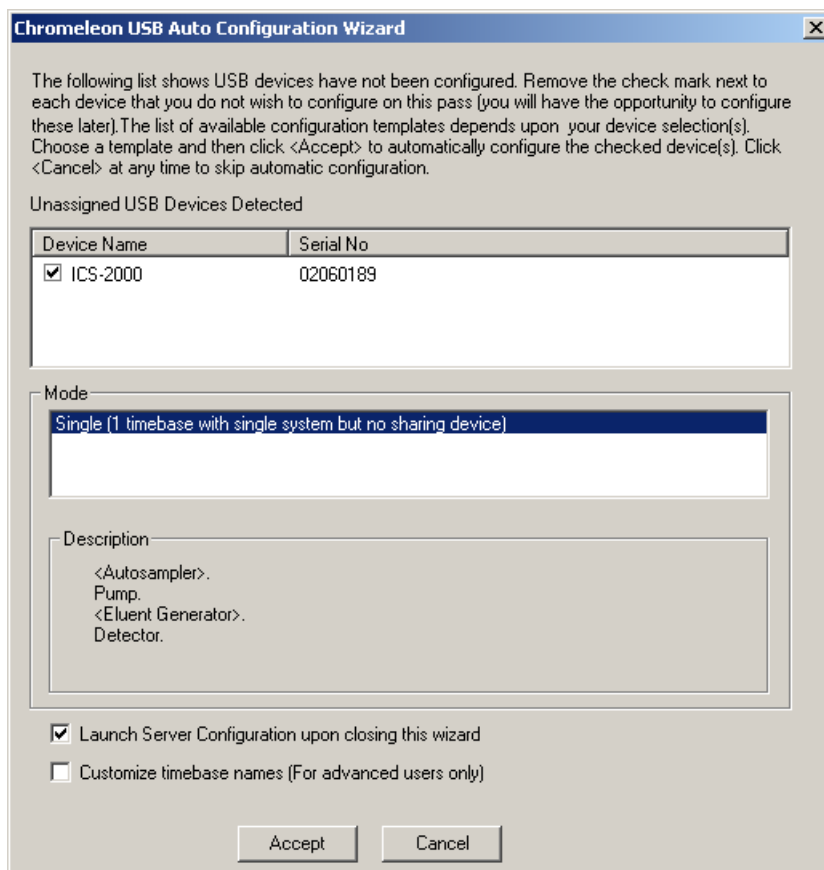 Chromeleon USB Auto Configuration Wizard
The following list shows USB devices have not been configured. Remove the check mark next to
each device that you do not wish to configure on this pass (you will have the opportunity to configure
these later).The list of available configuration templates depends upon your device selection(s).
Choose a template and then click <Accept> to automatically configure the checked device(s). Click
<Cancel> at any time to skip automatic configuration.
Unassigned USB Devices Detected
Device Name Serial No
ICS-2000 02060189
Mode
Single (1 timebase with single system but no sharing device)
Description
<Autosampler>.
Pump.
<Eluent Generator>.
Detector.
Launch Server Configuration upon closing this wizard
Customize timebase names (For advanced users only)
Accept Cancel